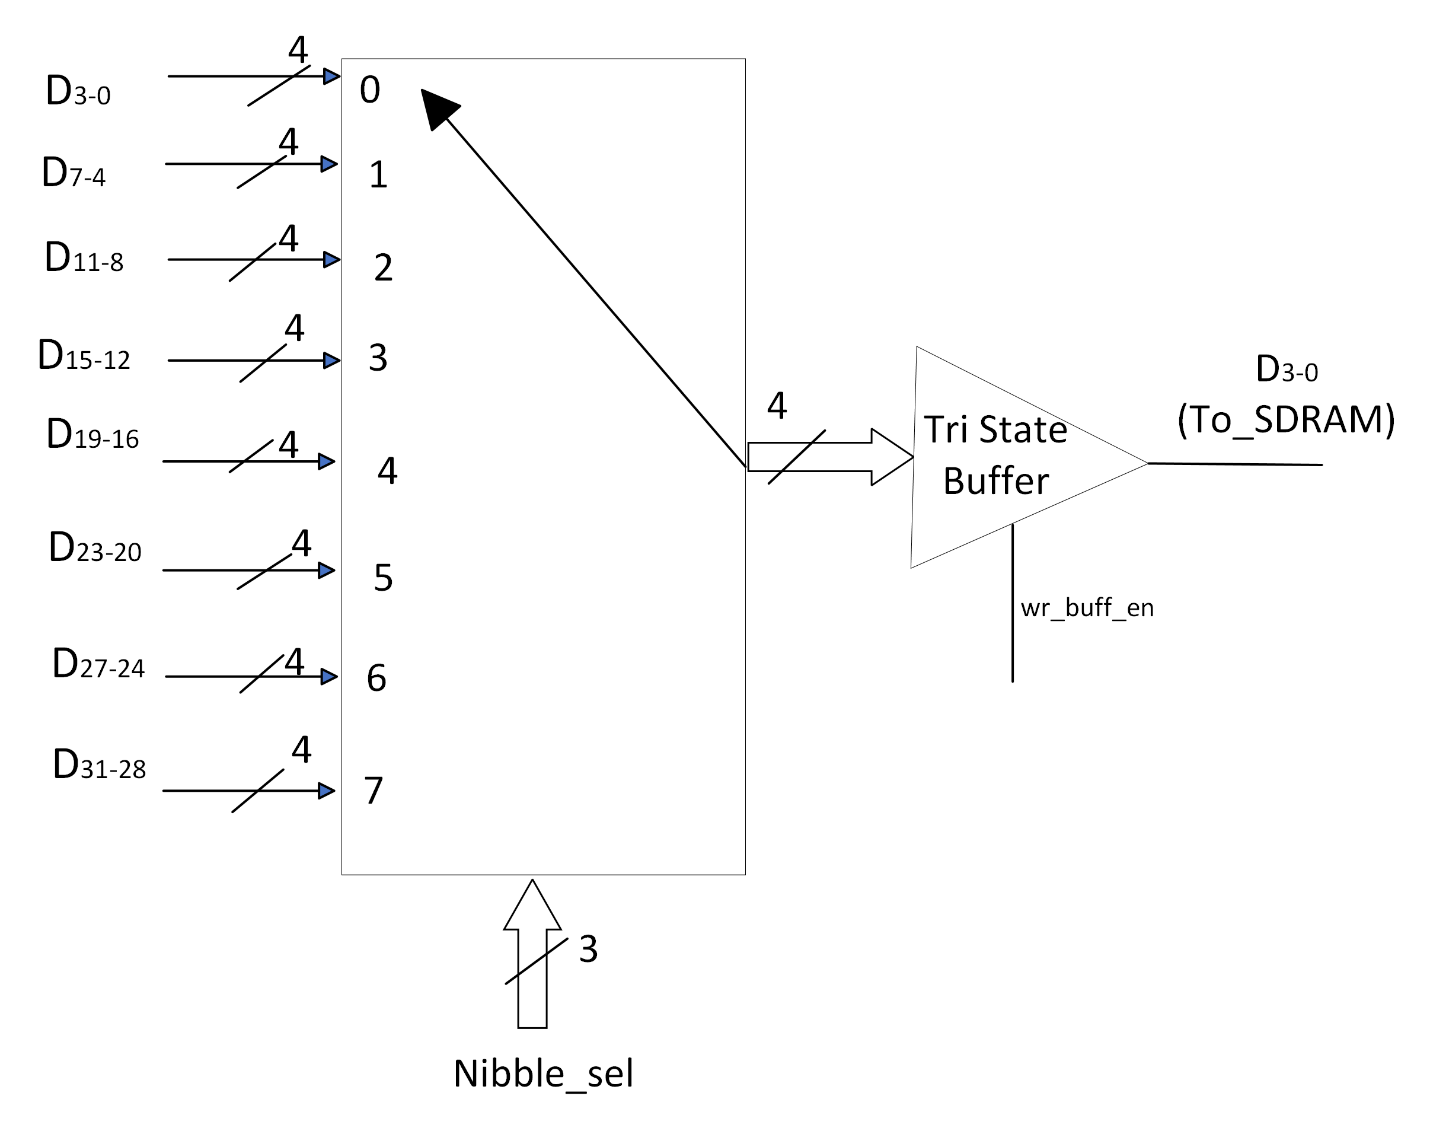 4
D3-0
0
4
D7-4
1
4
D11-8
2
4
D15-12
3
D19-16
4
4
D23-20
4
5
D27-24
4
6
4
D31-28
7
4
Tri State
Buffer
D3-0
(To_SDRAM)
wr_buff_en
3
Nibble_sel